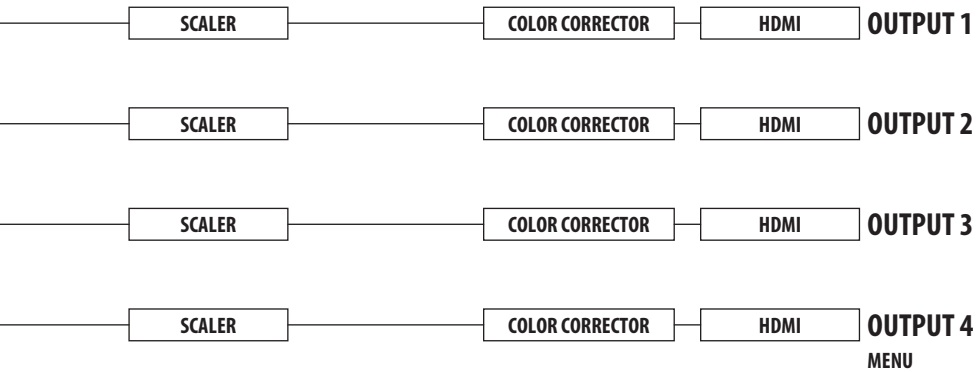 SCALER COLOR CORRECTOR HDMI OUTPUT 1
SCALER COLOR CORRECTOR HDMI OUTPUT 2
SCALER COLOR CORRECTOR HDMI OUTPUT 3
SCALER COLOR CORRECTOR HDMI OUTPUT 4
MENU